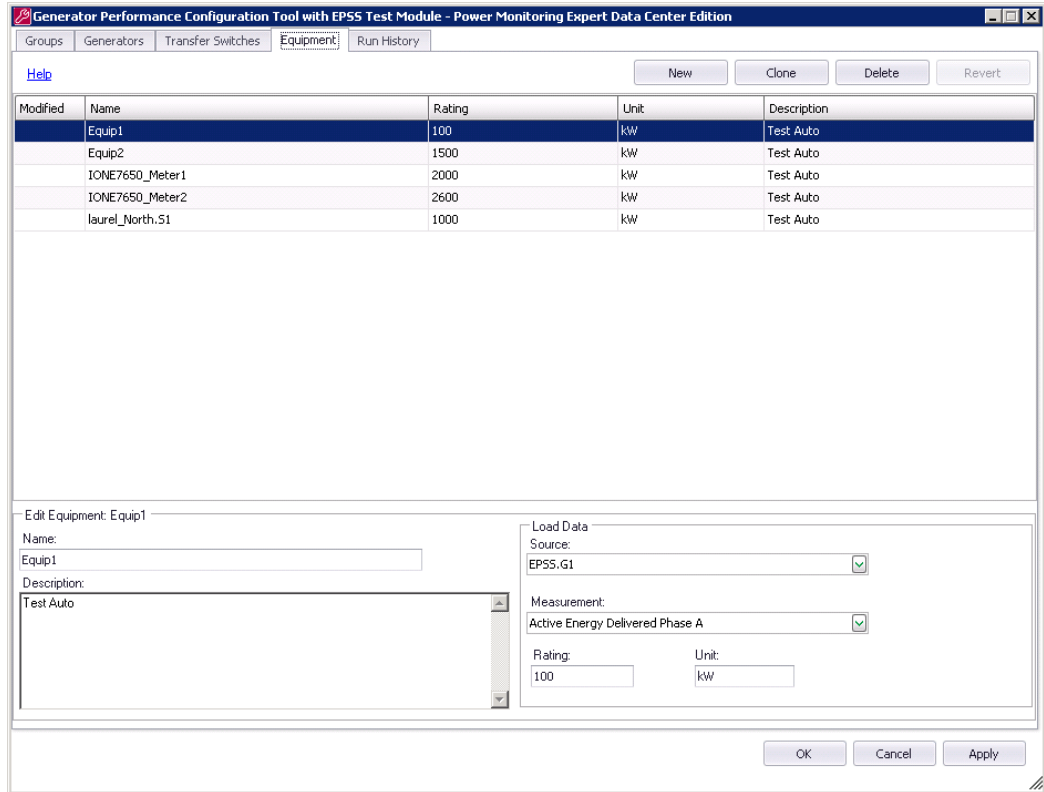 Generator Performance Configuration Tool with EPSS Test Module - Power Monitoring Expert Data Center Edition
Groups Generators Transfer Switches Equipment Run History
Help New Clone Delete Revert
Modified Name Rating Unit Description
Equip1 100 kW Test Auto
Equip2 1500 kW Test Auto
IONE7650_Meter1 2000 kW Test Auto
IONE7650_Meter2 2600 kW Test Auto
laurel_North.S1 1000 kW Test Auto
Edit Equipment: Equip1
Name:
Equip1
Description:
Test Auto
Load Data
Source:
EPSS.G1
Measurement:
Active Energy Delivered Phase A
Rating: Unit:
100 kW
OK Cancel Apply